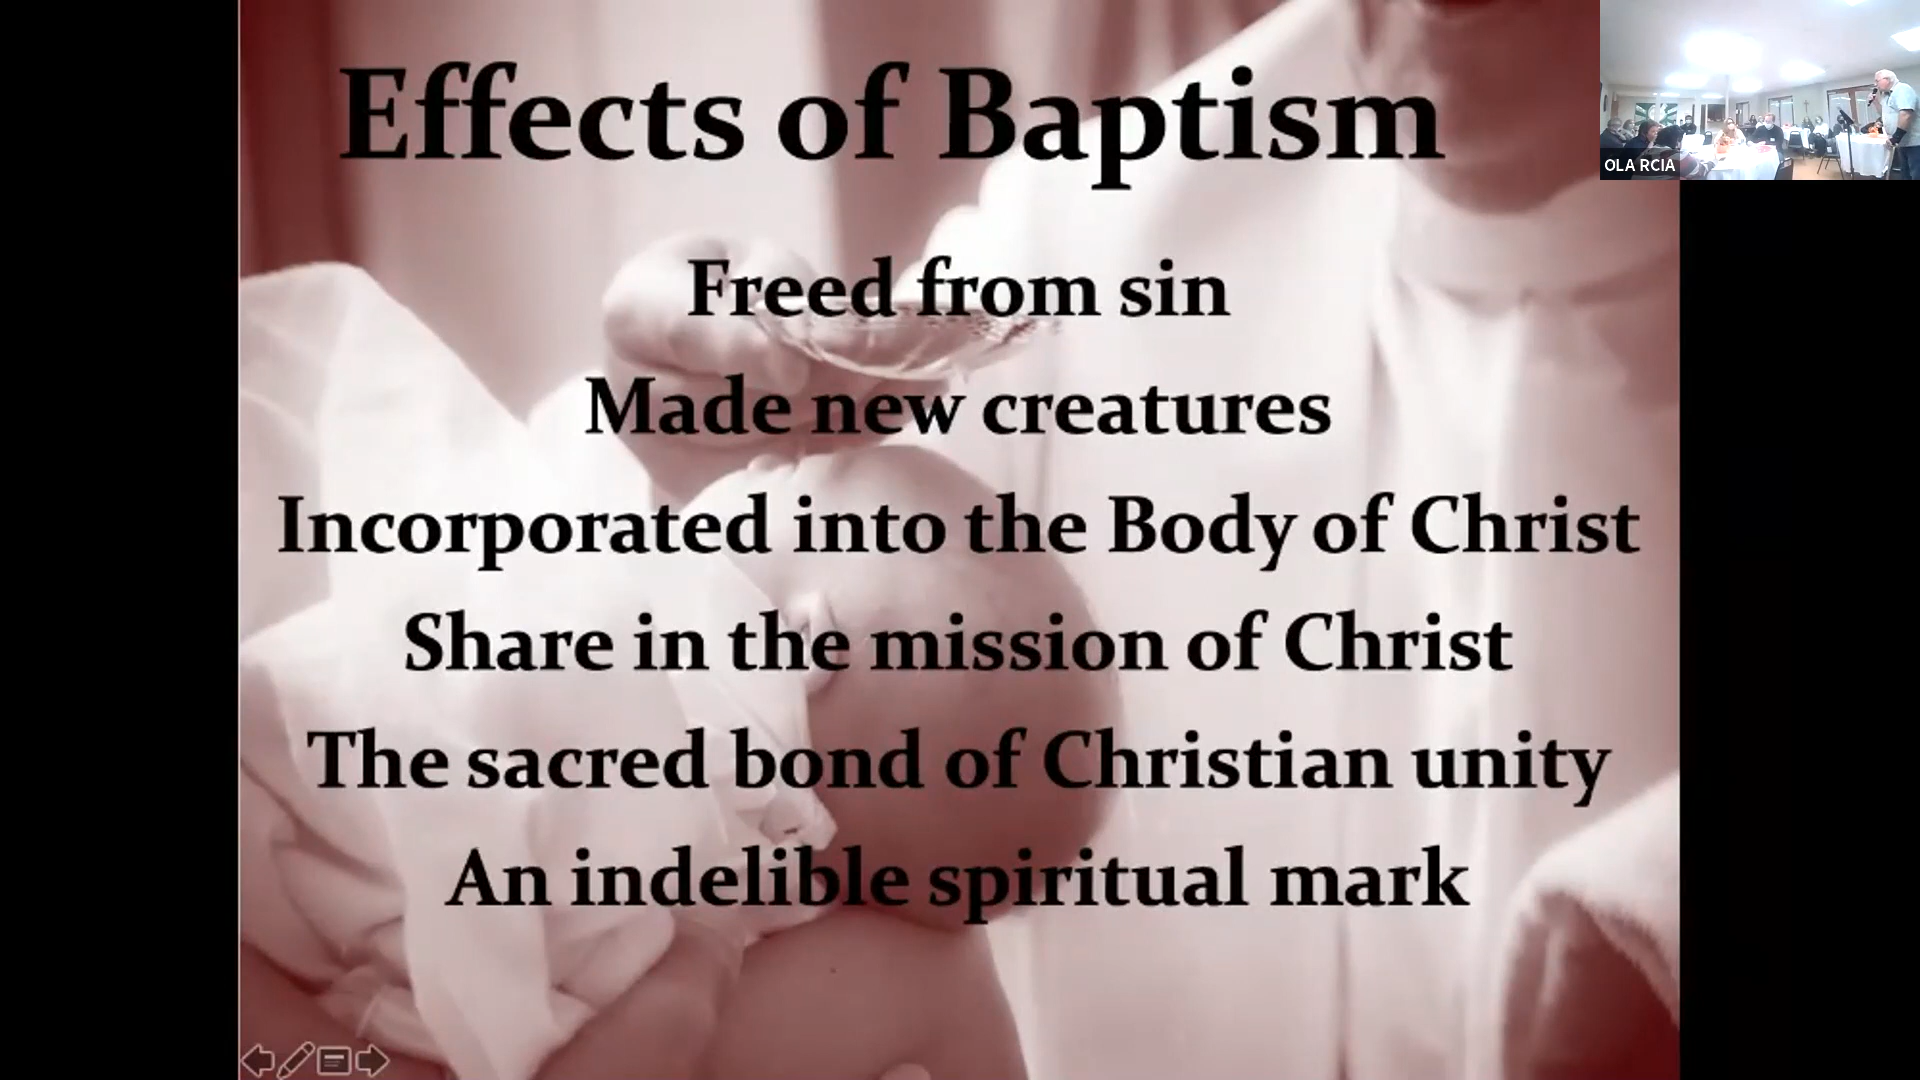 Effects of Baptism
Freed from sin
Made new creatures
Incorporated into the Body of Christ
Share in the mission of Christ
The sacred bond of Christian unity
An indelible spiritual mark
OLA RCIA